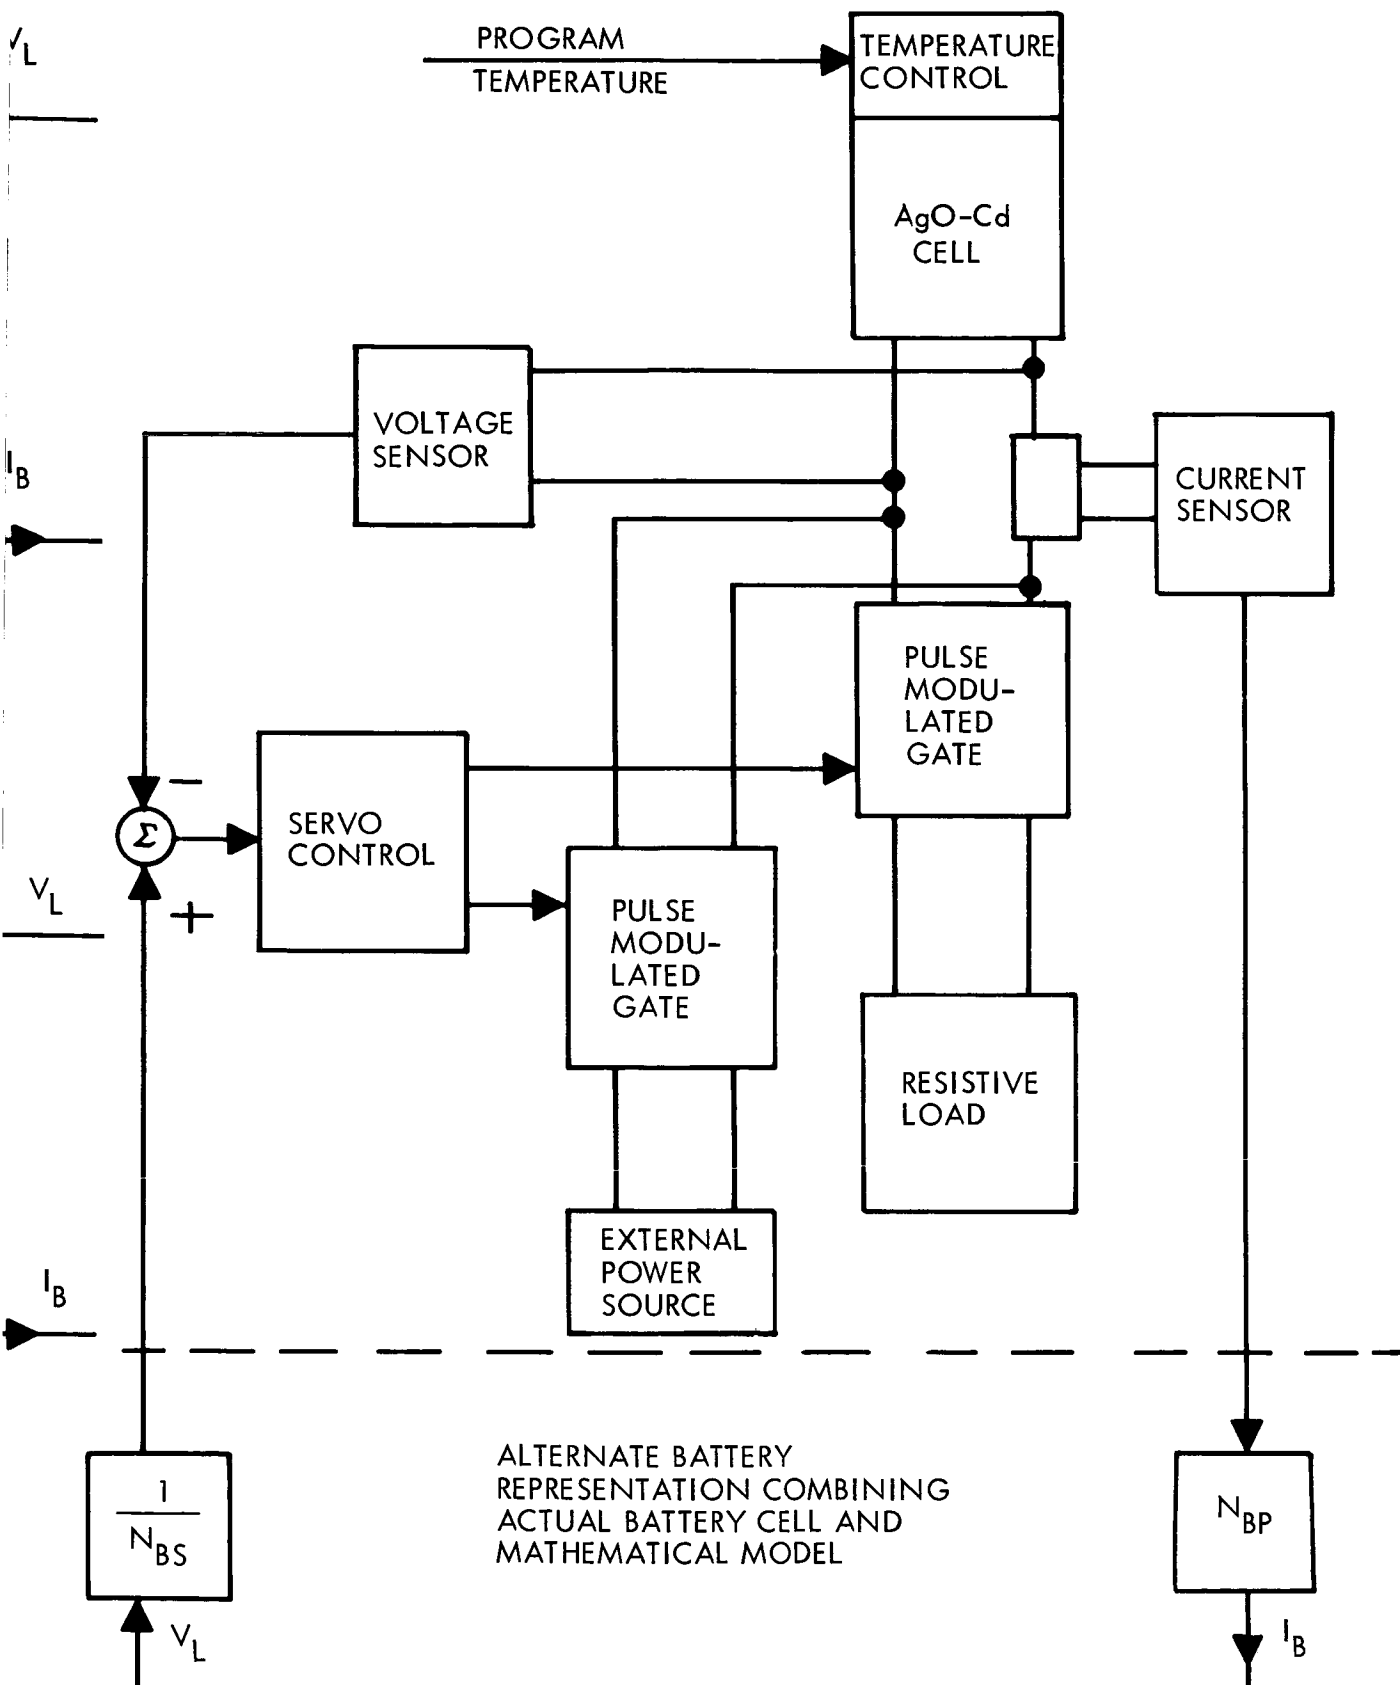 V_L
PROGRAM
TEMPERATURE
TEMPERATURE
CONTROL
AgO-Cd
CELL
VOLTAGE
SENSOR
I_B
CURRENT
SENSOR
PULSE
MODU-
LATED
GATE
−
Σ
+
SERVO
CONTROL
V_L
PULSE
MODU-
LATED
GATE
RESISTIVE
LOAD
EXTERNAL
POWER
SOURCE
I_B
1
N_BS
ALTERNATE BATTERY
REPRESENTATION COMBINING
ACTUAL BATTERY CELL AND
MATHEMATICAL MODEL
N_BP
V_L
I_B